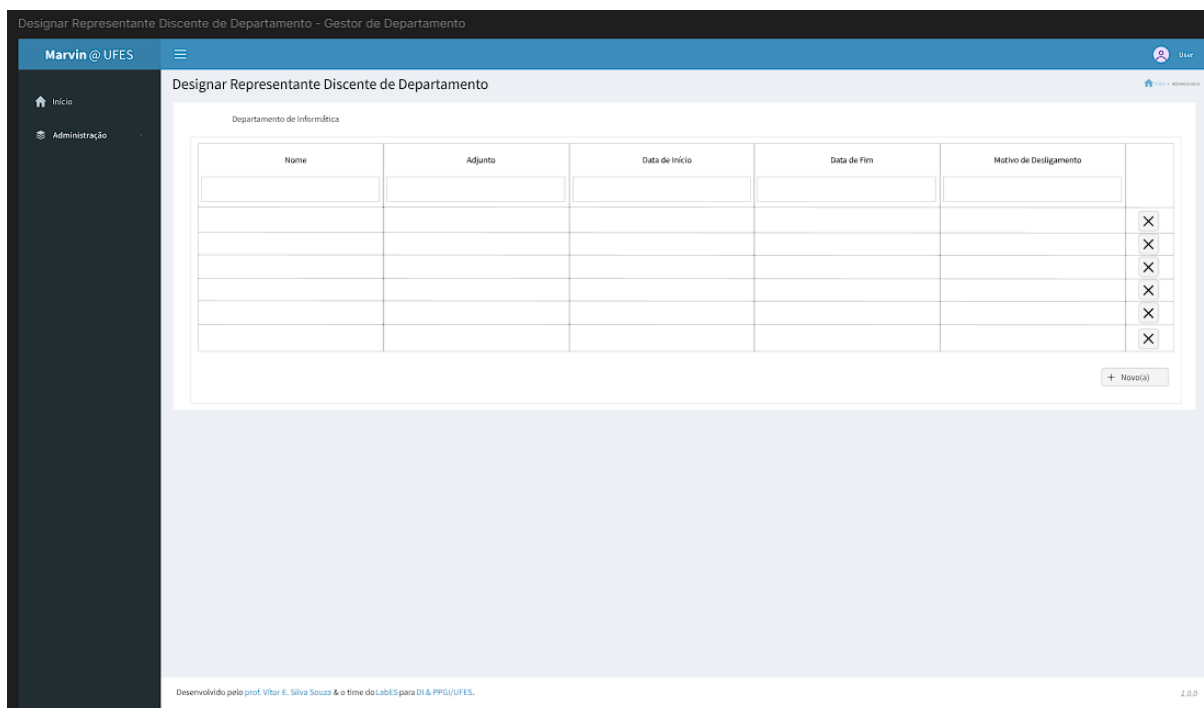 Designar Representante Discente de Departamento - Gestor de Departamento
Marvin @ UFES
User
Designar Representante Discente de Departamento
Início
Administração
Departamento de Informática
Nome Adjunto Data de Início Data de Fim Motivo de Desligamento
+ Novo(a)
Desenvolvido pelo prof. Vítor E. Silva Souza & o time do LabES para DI & PPGI/UFES.
1.0.0